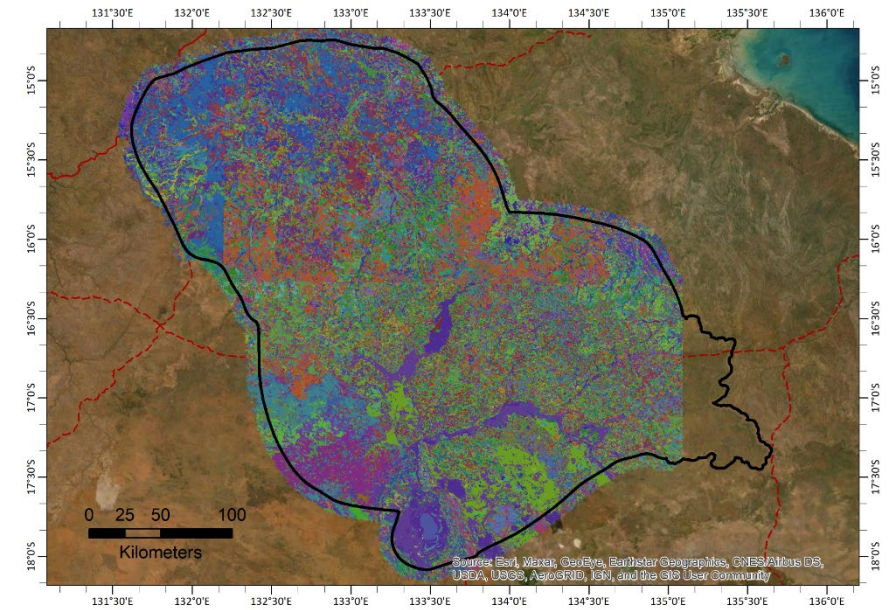 131°30'E 132°0'E 132°30'E 133°0'E 133°30'E 134°0'E 134°30'E 135°0'E 135°30'E 136°0'E
15°0'S 15°0'S
15°30'S 15°30'S
16°0'S 16°0'S
16°30'S 16°30'S
17°0'S 17°0'S
17°30'S 17°30'S
18°0'S 18°0'S
0 25 50 100
Kilometers
Source: Esri, Maxar, GeoEye, Earthstar Geographics, CNES/Airbus DS,
USDA, USGS, AeroGRID, IGN, and the GIS User Community
131°30'E 132°0'E 132°30'E 133°0'E 133°30'E 134°0'E 134°30'E 135°0'E 135°30'E 136°0'E